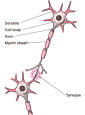 Dendrite
Cell body
Axon
Myelin sheath
Synapse